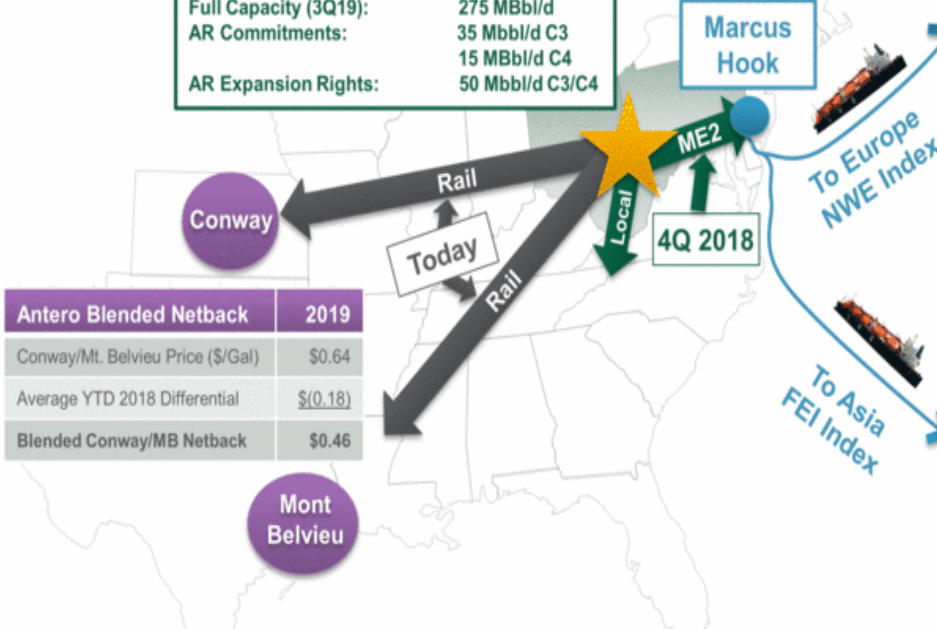 Full Capacity (3Q19): 275 MBbl/d
AR Commitments: 35 Mbbl/d C3
15 MBbl/d C4
AR Expansion Rights: 50 Mbbl/d C3/C4
Marcus
Hook
ME2
To Europe
NWE Index
Rail
Conway
Local
4Q 2018
Today
Rail
Antero Blended Netback 2019
Conway/Mt. Belvieu Price ($/Gal) $0.64
Average YTD 2018 Differential $(0.18)
Blended Conway/MB Netback $0.46
To Asia
FEI Index
Mont
Belvieu